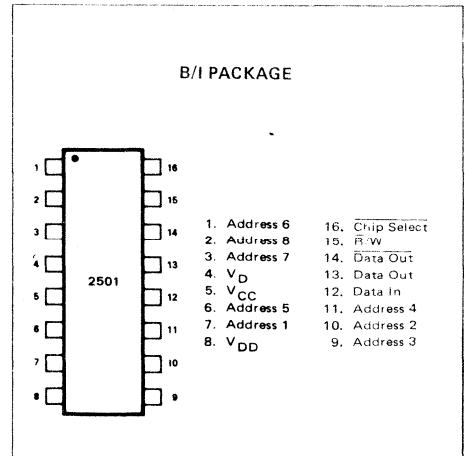 B/I PACKAGE
1 16
2 15
3 14
4 13
5 12
6 11
7 10
8 9
2501
1. Address 6
2. Address 8
3. Address 7
4. VD
5. VCC
6. Address 5
7. Address 1
8. VDD
16. Chip Select
15. R/W
14. Data Out
13. Data Out
12. Data In
11. Address 4
10. Address 2
9. Address 3